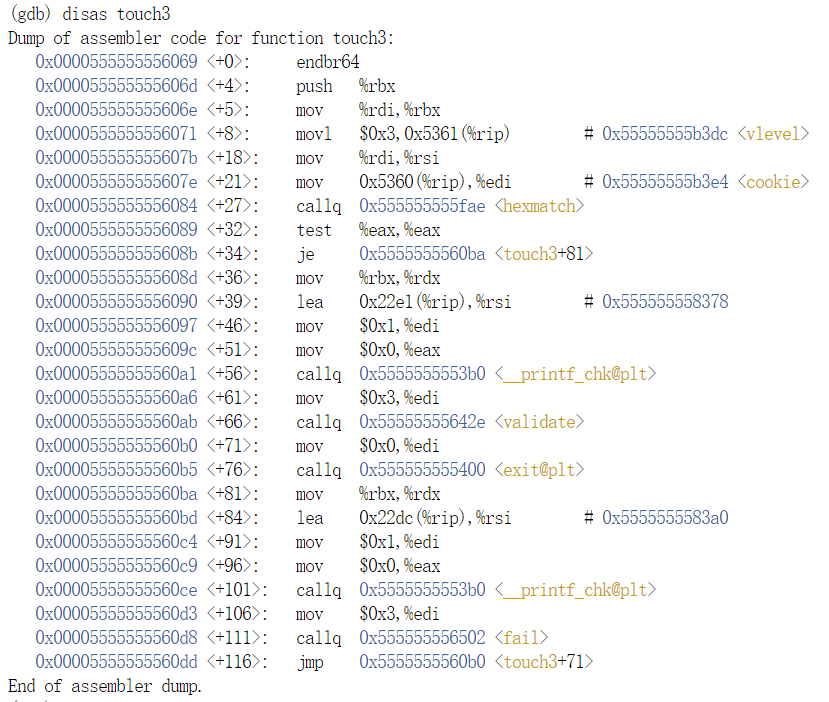 (gdb) disas touch3
Dump of assembler code for function touch3:
   0x0000555555556069 <+0>:     endbr64
   0x000055555555606d <+4>:     push   %rbx
   0x000055555555606e <+5>:     mov    %rdi,%rbx
   0x0000555555556071 <+8>:     movl   $0x3,0x5361(%rip)        # 0x55555555b3dc <vlevel>
   0x000055555555607b <+18>:    mov    %rdi,%rsi
   0x000055555555607e <+21>:    mov    0x5360(%rip),%edi        # 0x55555555b3e4 <cookie>
   0x0000555555556084 <+27>:    callq  0x555555555fae <hexmatch>
   0x0000555555556089 <+32>:    test   %eax,%eax
   0x000055555555608b <+34>:    je     0x5555555560ba <touch3+81>
   0x000055555555608d <+36>:    mov    %rbx,%rdx
   0x0000555555556090 <+39>:    lea    0x22e1(%rip),%rsi        # 0x555555558378
   0x0000555555556097 <+46>:    mov    $0x1,%edi
   0x000055555555609c <+51>:    mov    $0x0,%eax
   0x00005555555560a1 <+56>:    callq  0x5555555553b0 <__printf_chk@plt>
   0x00005555555560a6 <+61>:    mov    $0x3,%edi
   0x00005555555560ab <+66>:    callq  0x55555555642e <validate>
   0x00005555555560b0 <+71>:    mov    $0x0,%edi
   0x00005555555560b5 <+76>:    callq  0x555555555400 <exit@plt>
   0x00005555555560ba <+81>:    mov    %rbx,%rdx
   0x00005555555560bd <+84>:    lea    0x22dc(%rip),%rsi        # 0x5555555583a0
   0x00005555555560c4 <+91>:    mov    $0x1,%edi
   0x00005555555560c9 <+96>:    mov    $0x0,%eax
   0x00005555555560ce <+101>:   callq  0x5555555553b0 <__printf_chk@plt>
   0x00005555555560d3 <+106>:   mov    $0x3,%edi
   0x00005555555560d8 <+111>:   callq  0x555555556502 <fail>
   0x00005555555560dd <+116>:   jmp    0x5555555560b0 <touch3+71>
End of assembler dump.